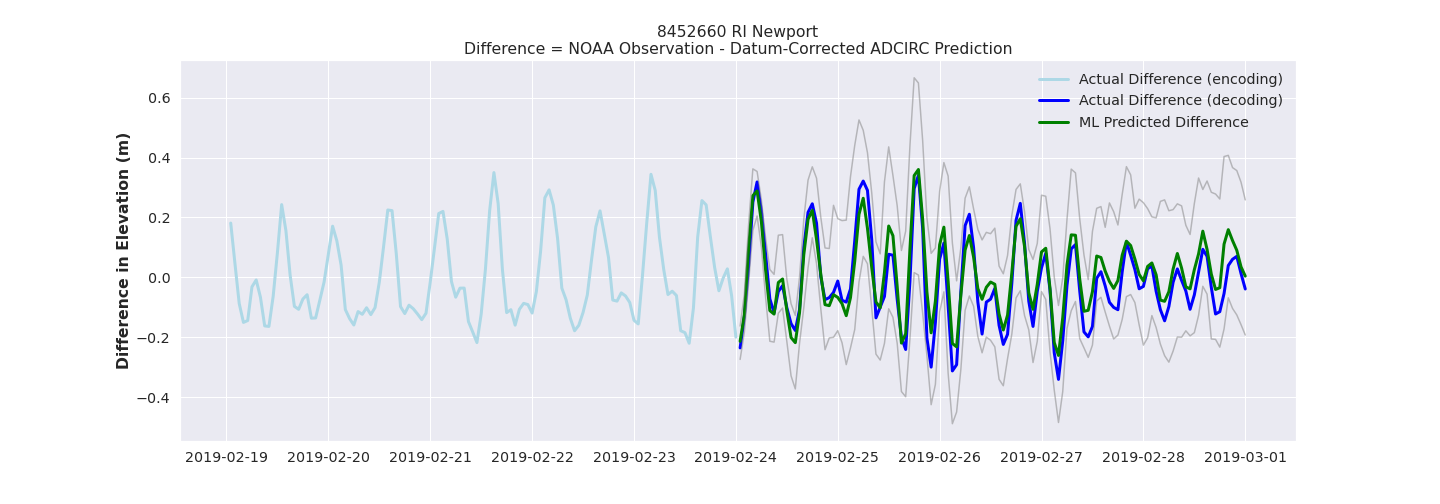 8452660 RI Newport
Difference = NOAA Observation - Datum-Corrected ADCIRC Prediction
Actual Difference (encoding)
Actual Difference (decoding)
ML Predicted Difference
Difference in Elevation (m)
0.6
0.4
0.2
0.0
−0.2
−0.4
2019-02-19 2019-02-20 2019-02-21 2019-02-22 2019-02-23 2019-02-24 2019-02-25 2019-02-26 2019-02-27 2019-02-28 2019-03-01